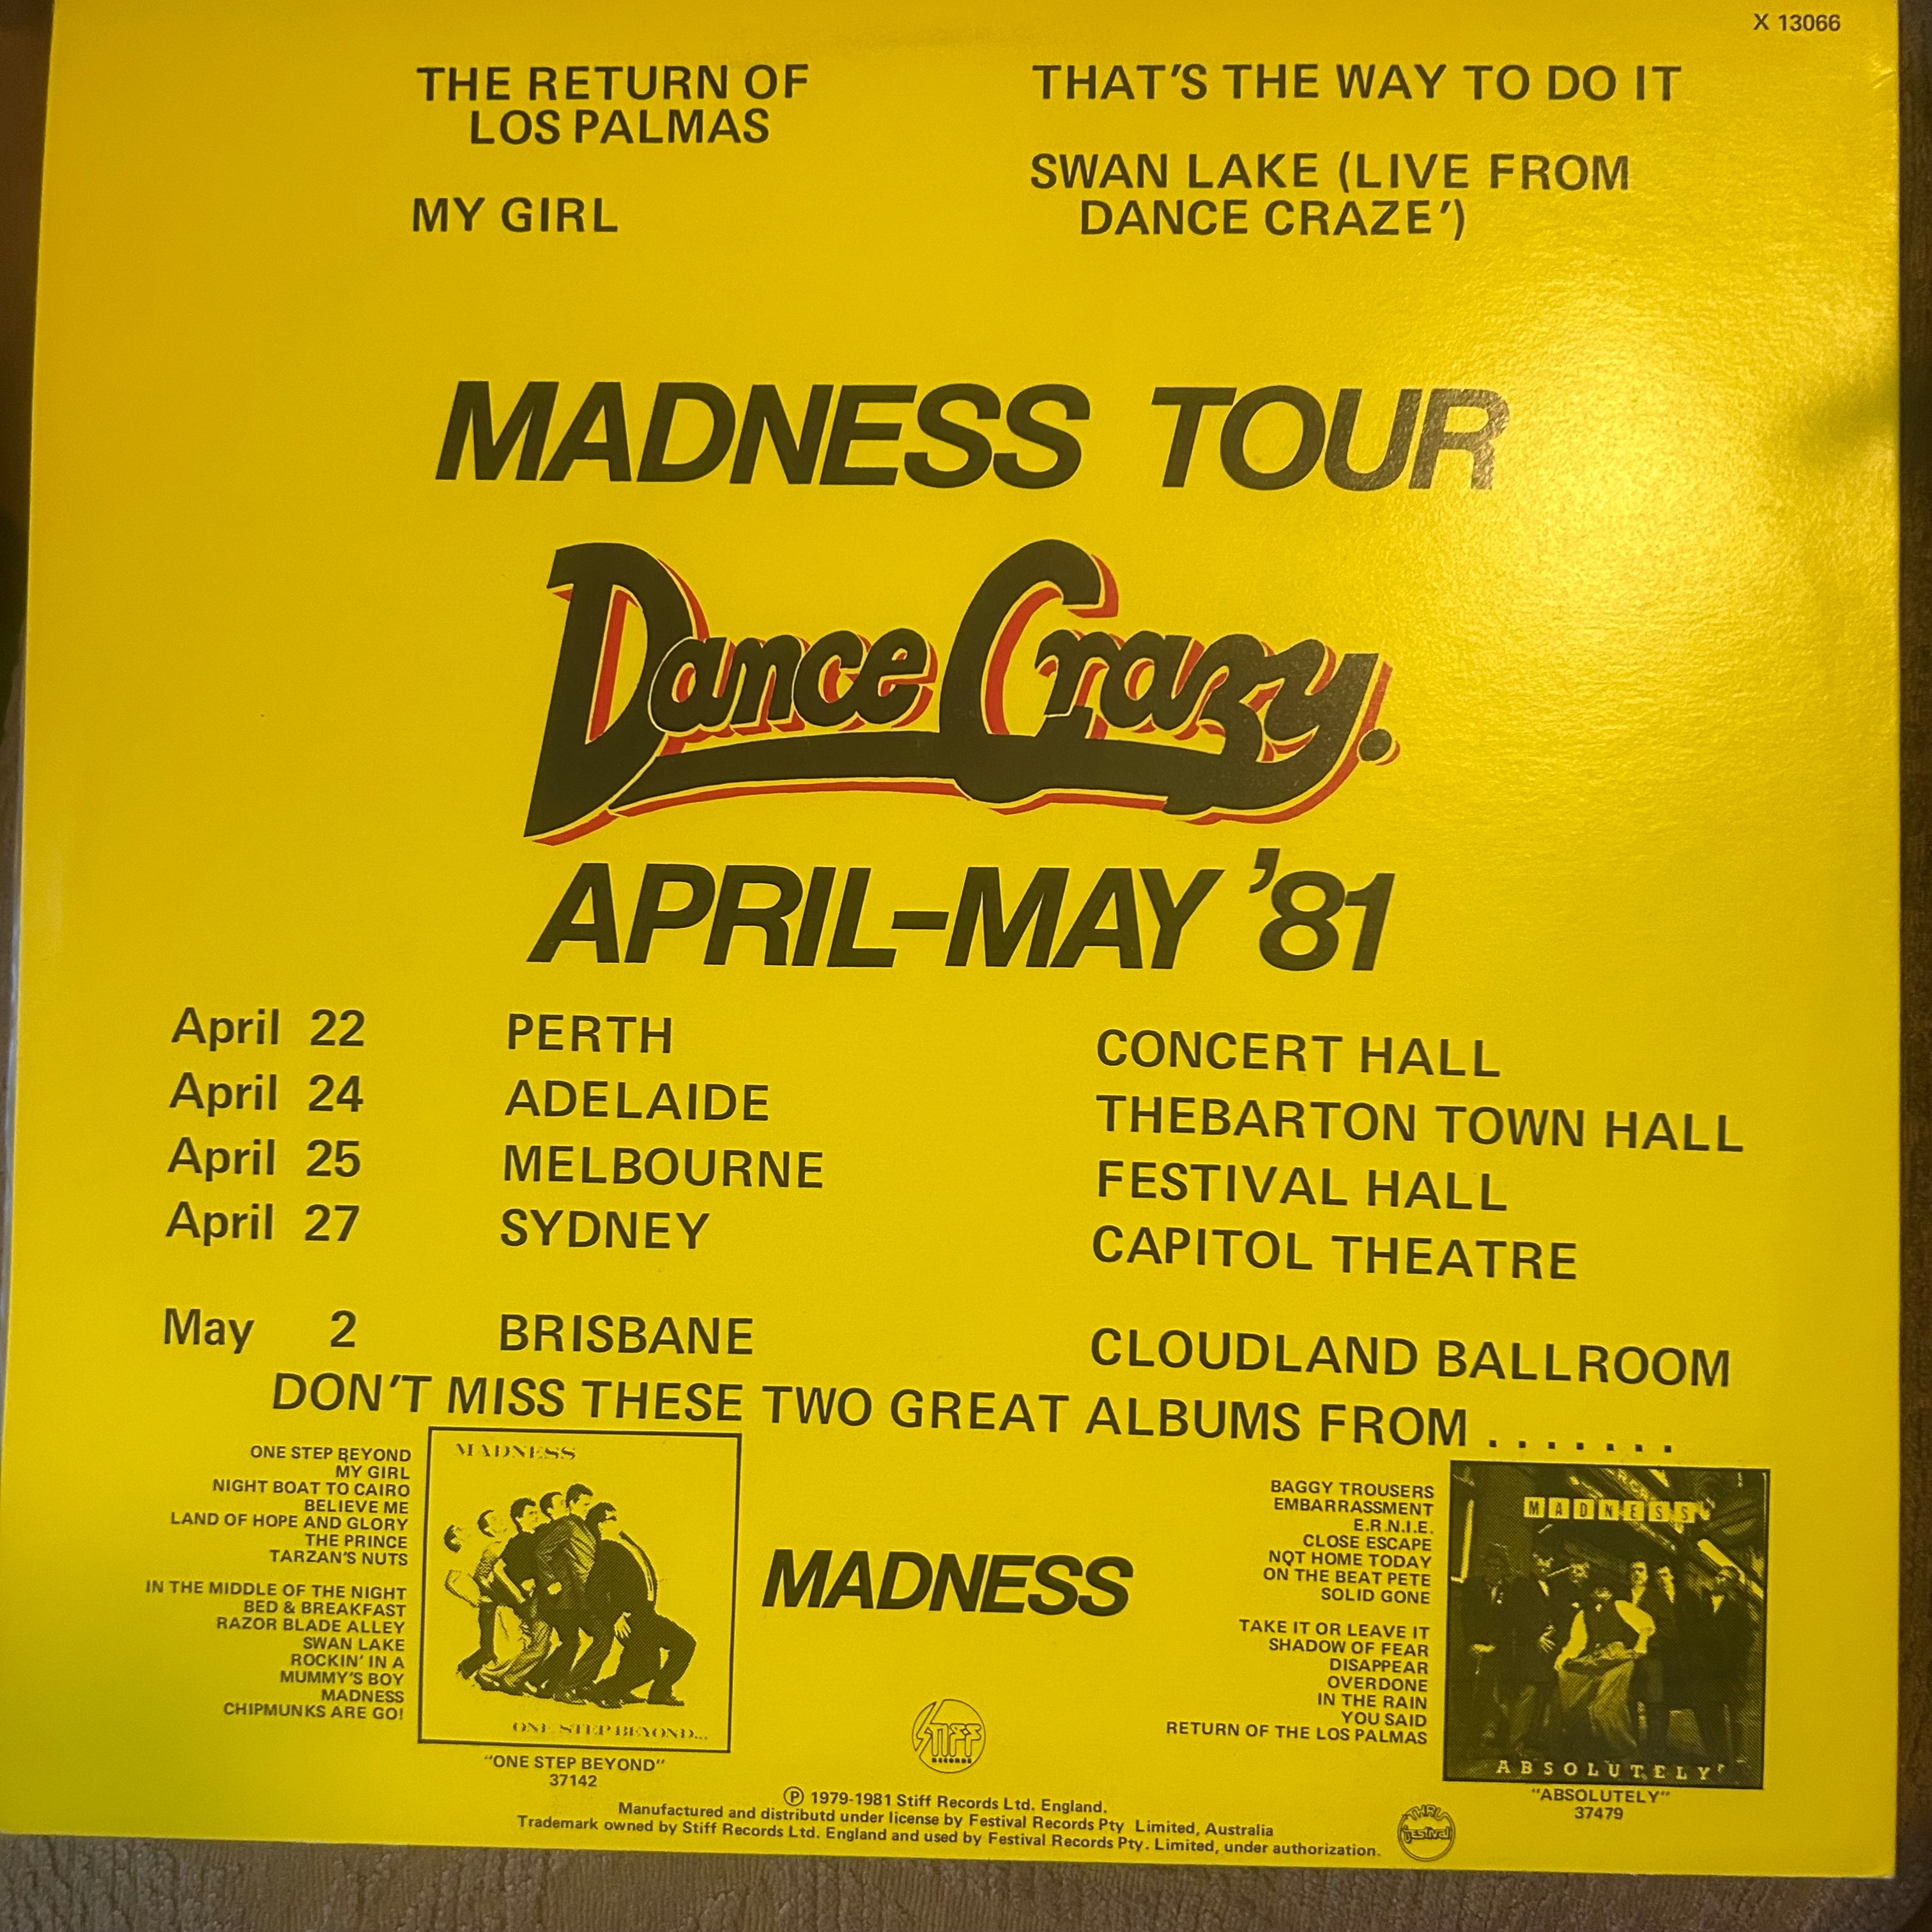 X 13066
THE RETURN OF
LOS PALMAS
MY GIRL
THAT'S THE WAY TO DO IT
SWAN LAKE (LIVE FROM
DANCE CRAZE')
MADNESS TOUR
Dance Crazy.
APRIL-MAY '81
April 22 PERTH CONCERT HALL
April 24 ADELAIDE THEBARTON TOWN HALL
April 25 MELBOURNE FESTIVAL HALL
April 27 SYDNEY CAPITOL THEATRE
May 2 BRISBANE CLOUDLAND BALLROOM
DON'T MISS THESE TWO GREAT ALBUMS FROM . . . . . . .
ONE STEP BEYOND
MY GIRL
NIGHT BOAT TO CAIRO
BELIEVE ME
LAND OF HOPE AND GLORY
THE PRINCE
TARZAN'S NUTS
IN THE MIDDLE OF THE NIGHT
BED & BREAKFAST
RAZOR BLADE ALLEY
SWAN LAKE
ROCKIN' IN A
MUMMY'S BOY
MADNESS
CHIPMUNKS ARE GO!
MADNESS
ONE STEP BEYOND...
"ONE STEP BEYOND"
37142
MADNESS
STIFF
RECORDS
BAGGY TROUSERS
EMBARRASSMENT
E.R.N.I.E.
CLOSE ESCAPE
NOT HOME TODAY
ON THE BEAT PETE
SOLID GONE
TAKE IT OR LEAVE IT
SHADOW OF FEAR
DISAPPEAR
OVERDONE
IN THE RAIN
YOU SAID
RETURN OF THE LOS PALMAS
MADNESS
ABSOLUTELY
"ABSOLUTELY"
37479
Ⓟ 1979-1981 Stiff Records Ltd. England.
Manufactured and distributd under license by Festival Records Pty Limited, Australia
Trademark owned by Stiff Records Ltd. England and used by Festival Records Pty. Limited, under authorization.
THRU
Festival